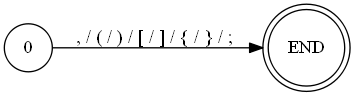 0
, / ( / ) / [ / ] / { / } / ;
END